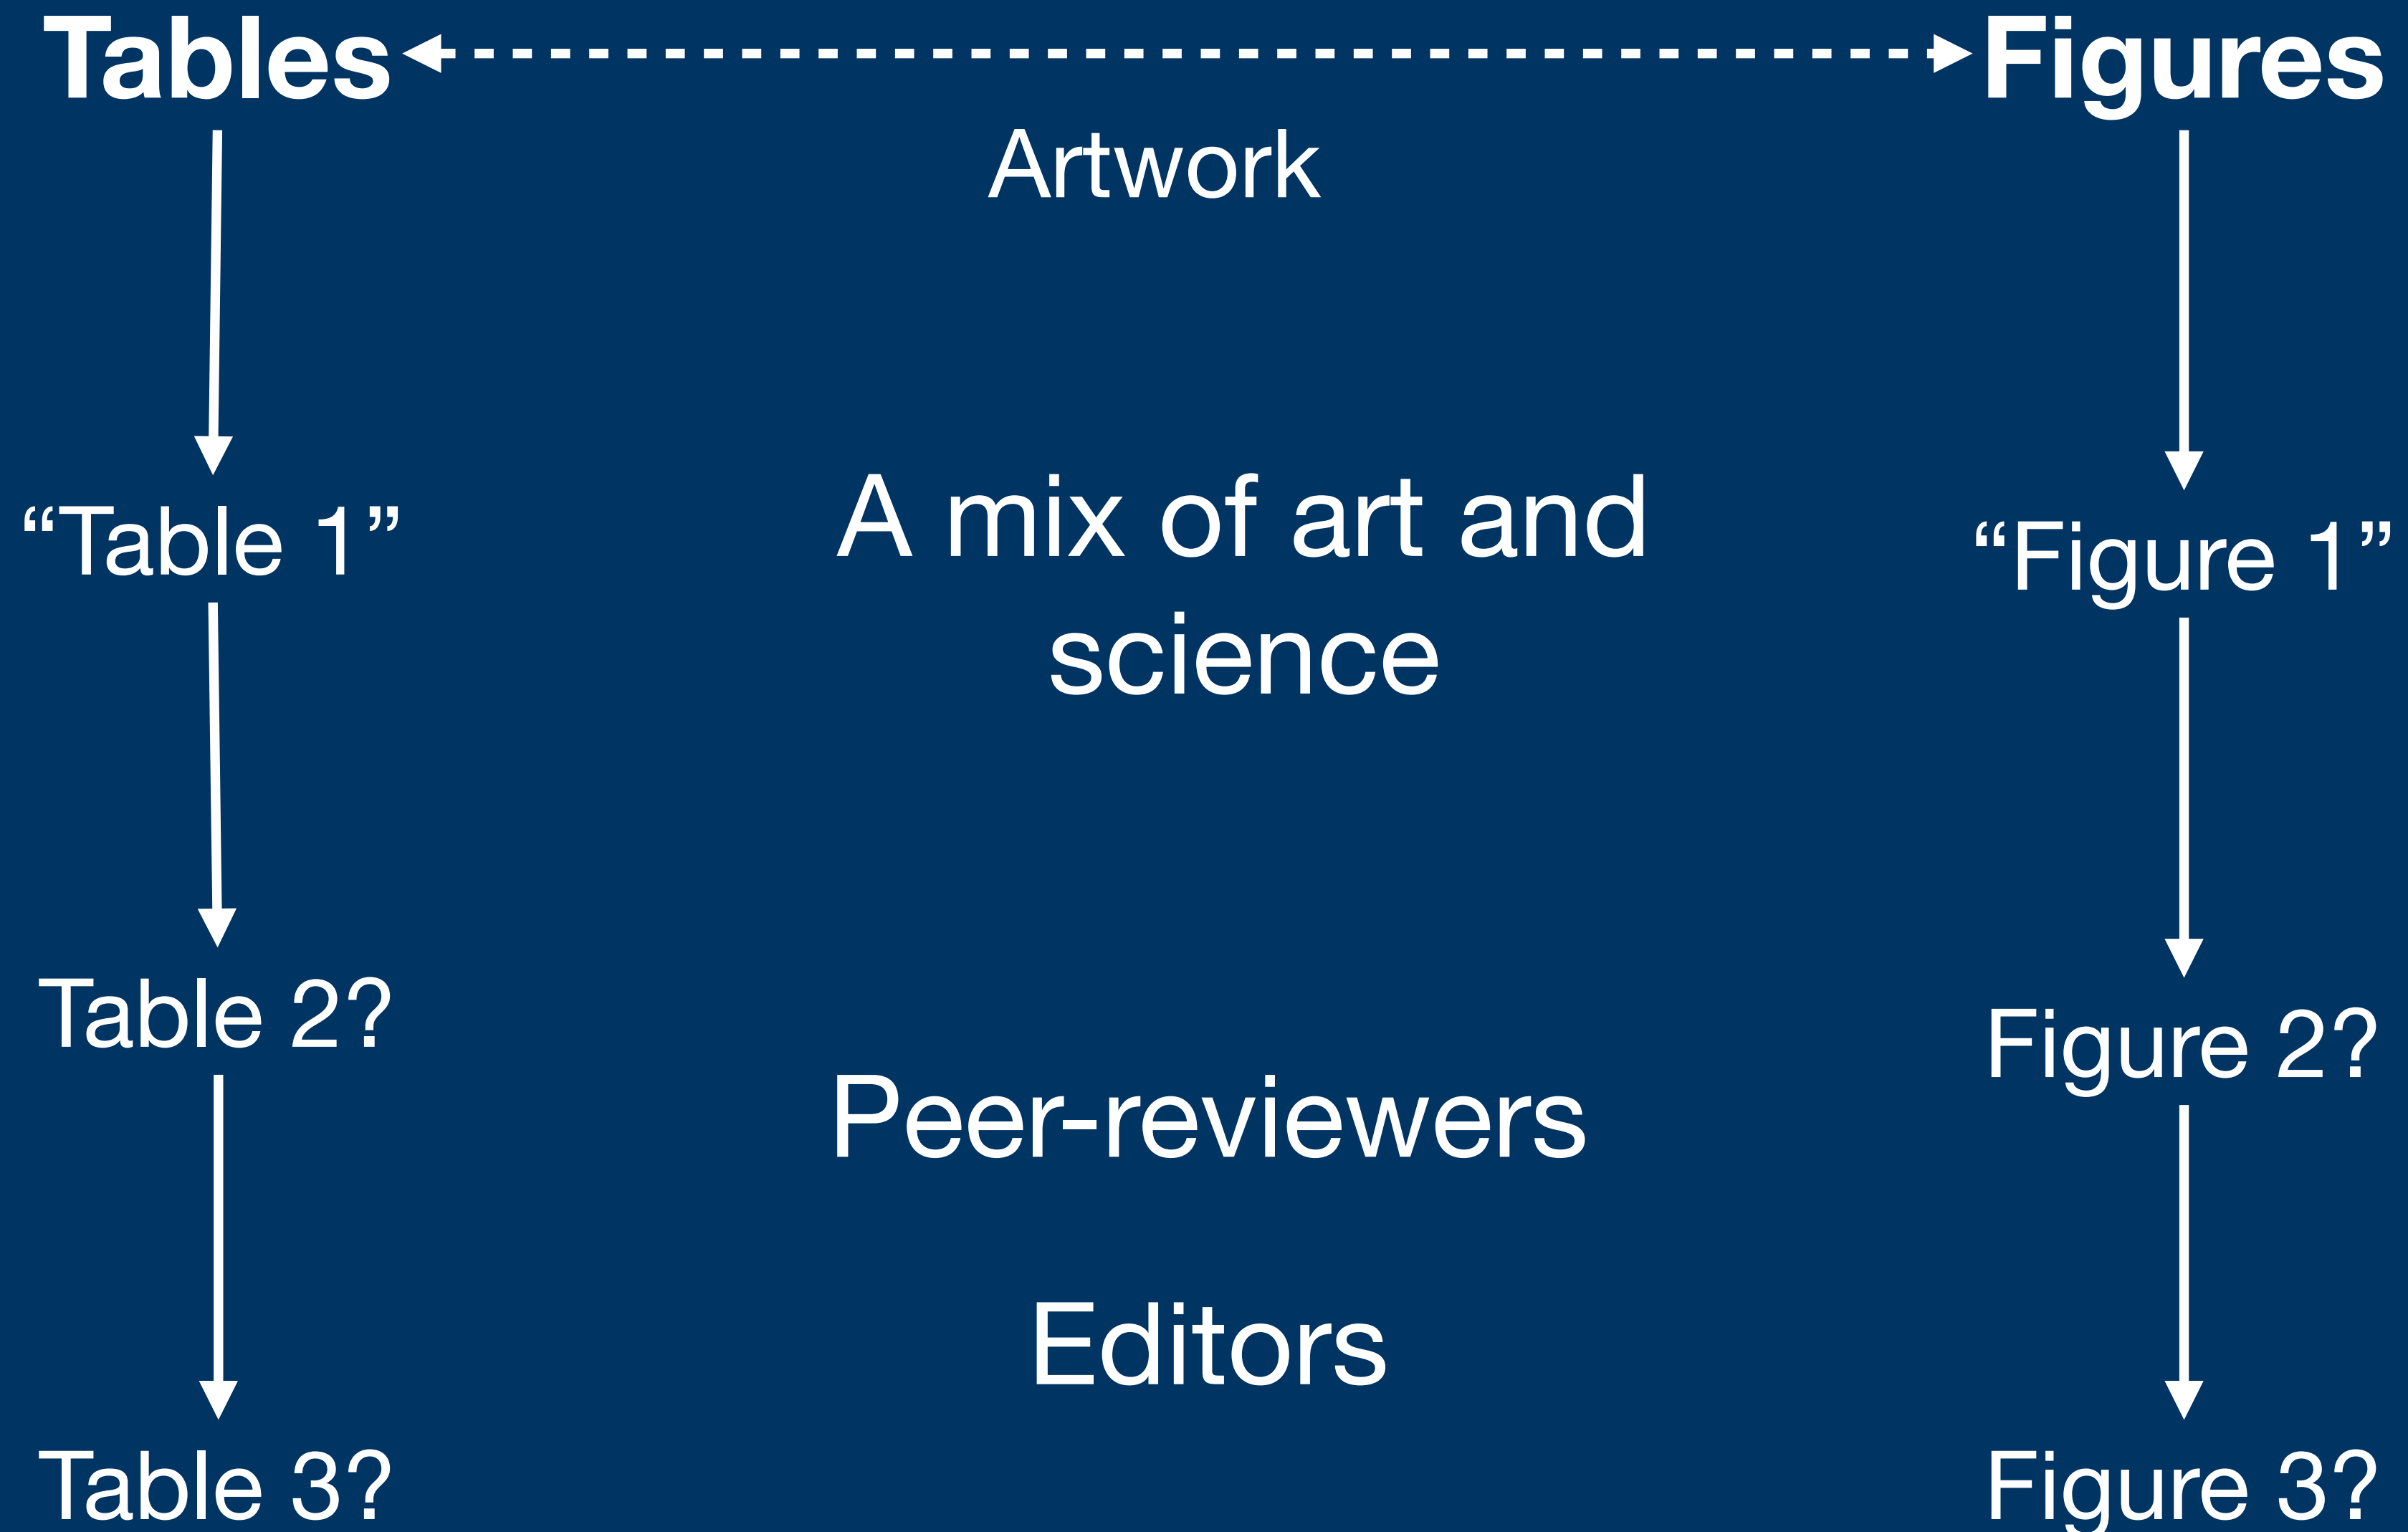 Tables
Figures
Artwork
“Table 1”
A mix of art and
science
“Figure 1”
Table 2?
Figure 2?
Peer-reviewers
Editors
Table 3?
Figure 3?